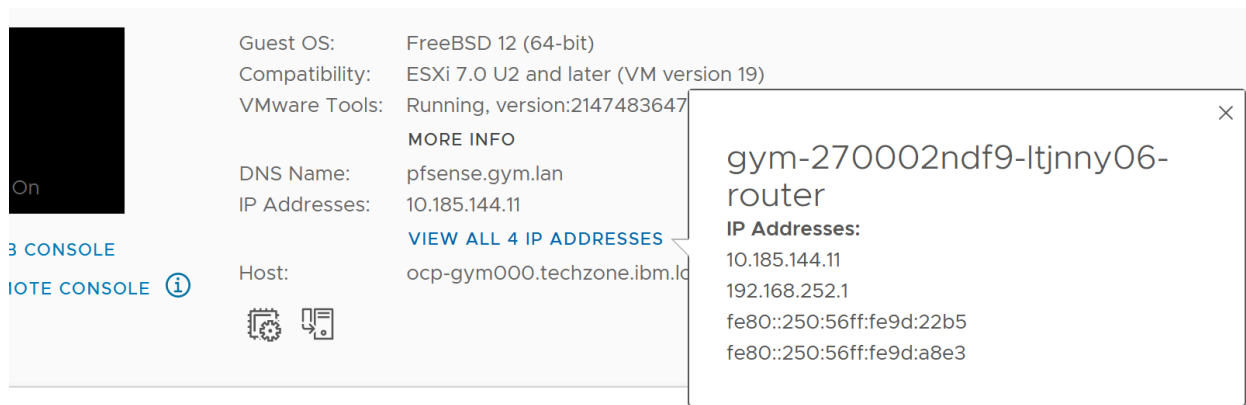 Guest OS: FreeBSD 12 (64-bit)
Compatibility: ESXi 7.0 U2 and later (VM version 19)
VMware Tools: Running, version:2147483647
MORE INFO
DNS Name: pfsense.gym.lan
On
IP Addresses: 10.185.144.11
VIEW ALL 4 IP ADDRESSES
B CONSOLE
Host: ocp-gym000.techzone.ibm.lo
OTE CONSOLE
gym-270002ndf9-ltjnny06-
router
IP Addresses:
10.185.144.11
192.168.252.1
fe80::250:56ff:fe9d:22b5
fe80::250:56ff:fe9d:a8e3